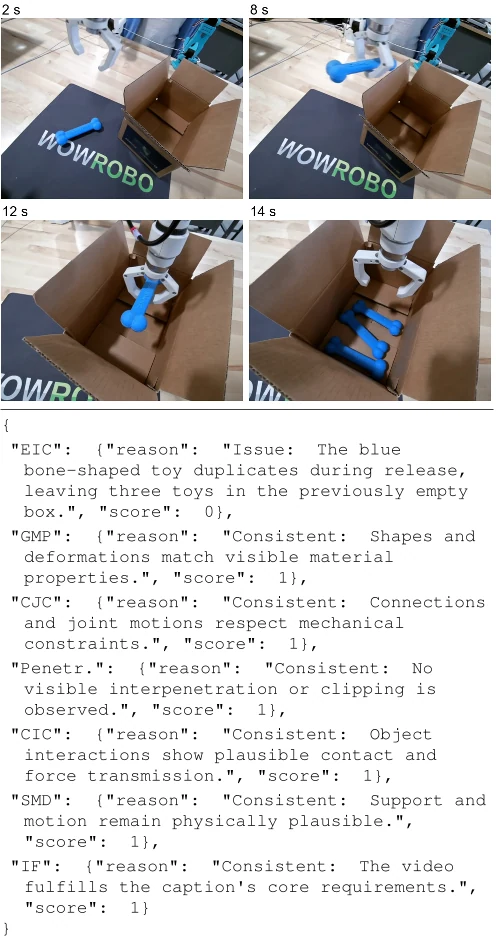 2 s
8 s
WOWROBO
WOWROBO
12 s
14 s
{
"EIC": {"reason": "Issue: The blue
bone-shaped toy duplicates during release,
leaving three toys in the previously empty
box.", "score": 0},
"GMP": {"reason": "Consistent: Shapes and
deformations match visible material
properties.", "score": 1},
"CJC": {"reason": "Consistent: Connections
and joint motions respect mechanical
constraints.", "score": 1},
"Penetr.": {"reason": "Consistent: No
visible interpenetration or clipping is
observed.", "score": 1},
"CIC": {"reason": "Consistent: Object
interactions show plausible contact and
force transmission.", "score": 1},
"SMD": {"reason": "Consistent: Support and
motion remain physically plausible.",
"score": 1},
"IF": {"reason": "Consistent: The video
fulfills the caption's core requirements.",
"score": 1}
}